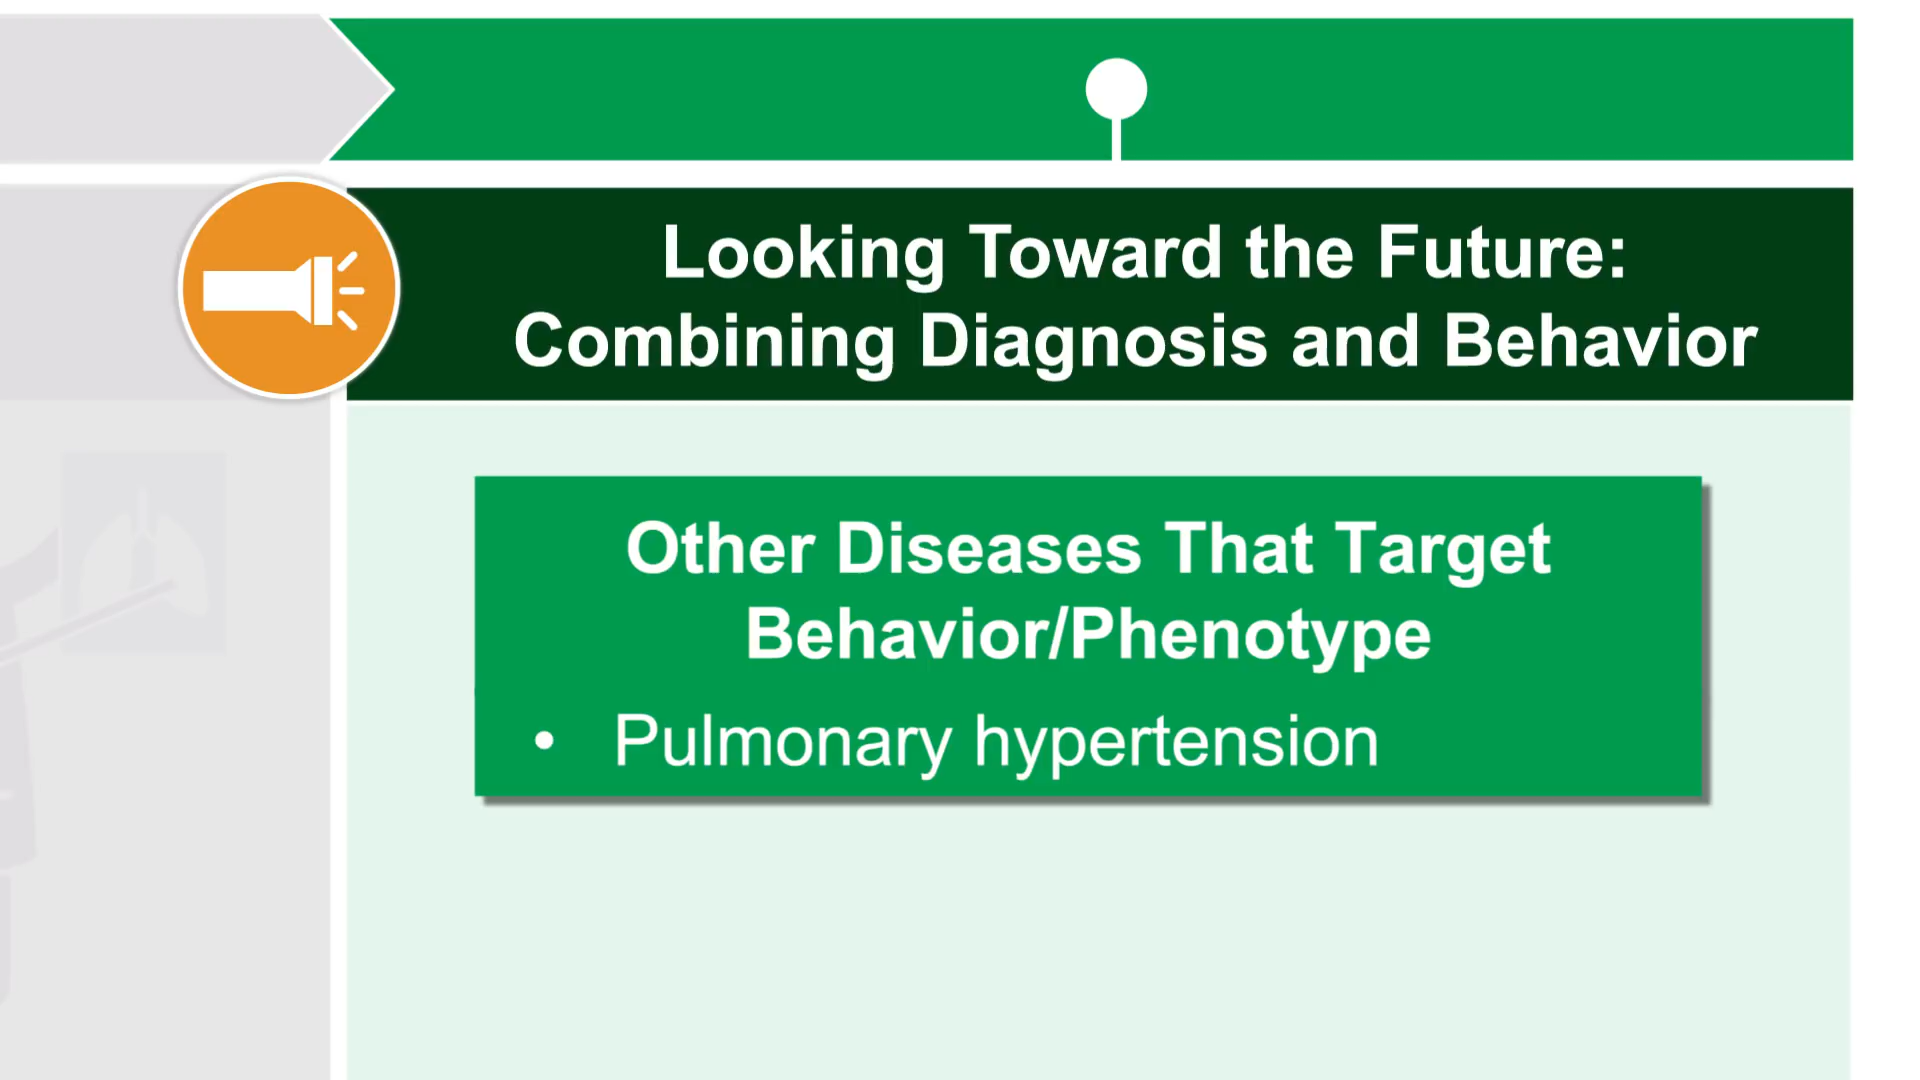 Looking Toward the Future:
Combining Diagnosis and Behavior
Other Diseases That Target
Behavior/Phenotype
• Pulmonary hypertension